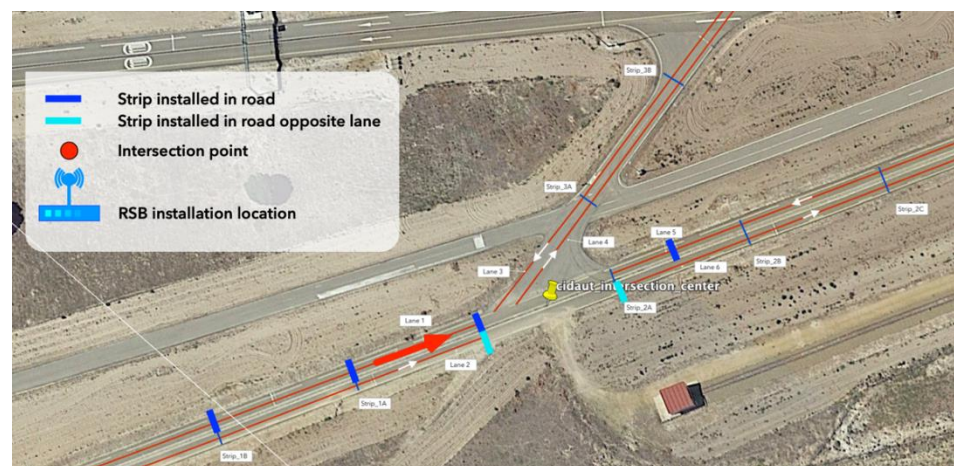 Strip_3B
Strip installed in road
Strip installed in road opposite lane
Intersection point
RSB installation location
Strip_3A
Strip_2C
Lane 5
Lane 4
Strip_2B
Lane 3
Lane 6
cidaut_intersection_center
Strip_2A
Lane 1
Lane 2
Strip_1A
Strip_1B